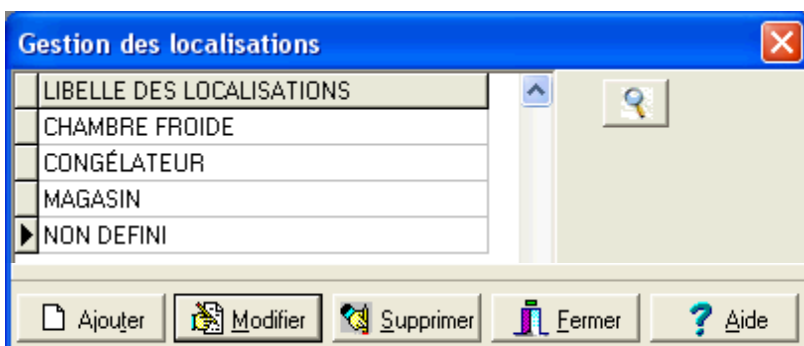 Gestion des localisations
LIBELLE DES LOCALISATIONS
CHAMBRE FROIDE
CONGÉLATEUR
MAGASIN
NON DEFINI
Ajouter Modifier Supprimer Fermer ? Aide